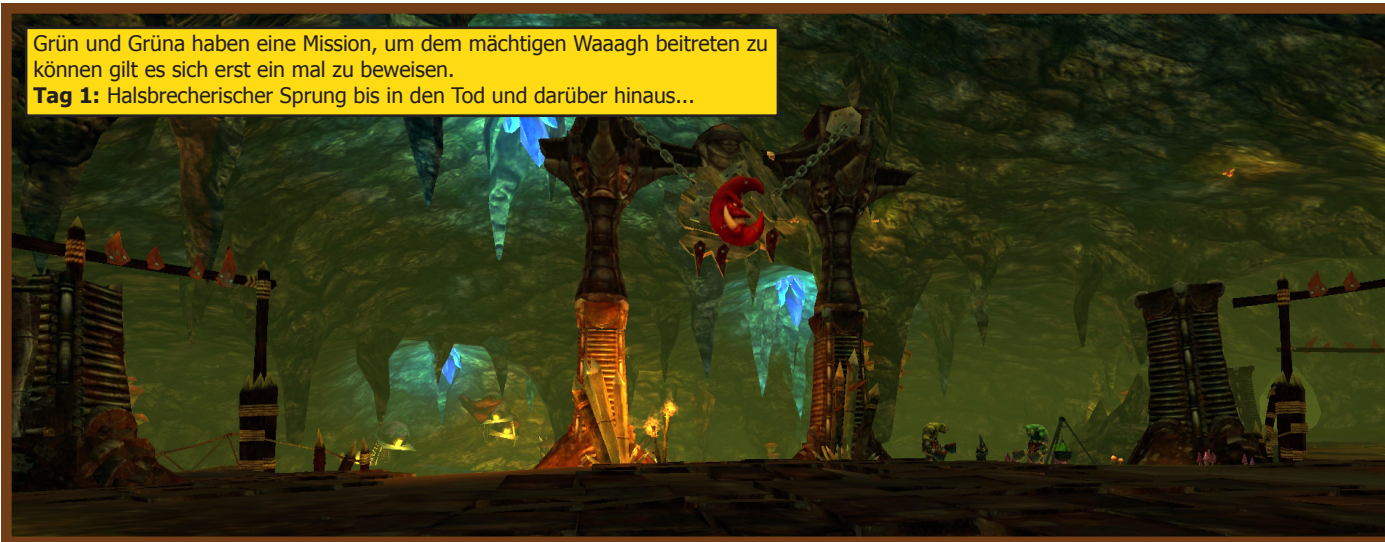 Grün und Grüna haben eine Mission, um dem mächtigen Waaagh beitreten zu
können gilt es sich erst ein mal zu beweisen.
Tag 1: Halsbrecherischer Sprung bis in den Tod und darüber hinaus...